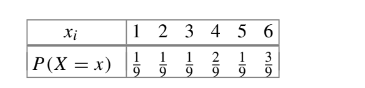 xᵢ 1 2 3 4 5 6
P(X = x) 1/9 1/9 1/9 2/9 1/9 3/9